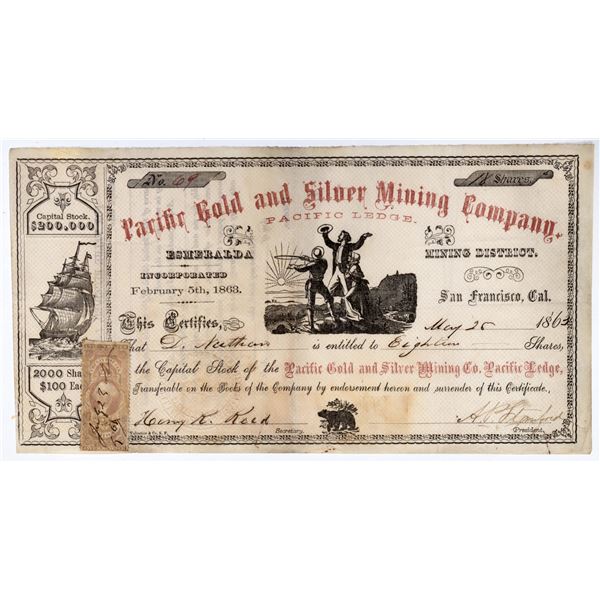 No. 69
18 Shares.
Capital Stock.
$200.000
Pacific Gold and Silver Mining Company,
PACIFIC LEDGE.
ESMERALDA MINING DISTRICT.
INCORPORATED
February 5th, 1863.
San Francisco, Cal.
May 25 1863
This Certifies,
That D. is entitled to Eighteen Shares,
2000 Sha
$100 Ea
the Capital Stock of the Pacific Gold and Silver Mining Co. Pacific Ledge,
Transferable on the Books of the Company by endorsement hereon and surrender of this Certificate.
Henry K. Reed
Secretary.
President.